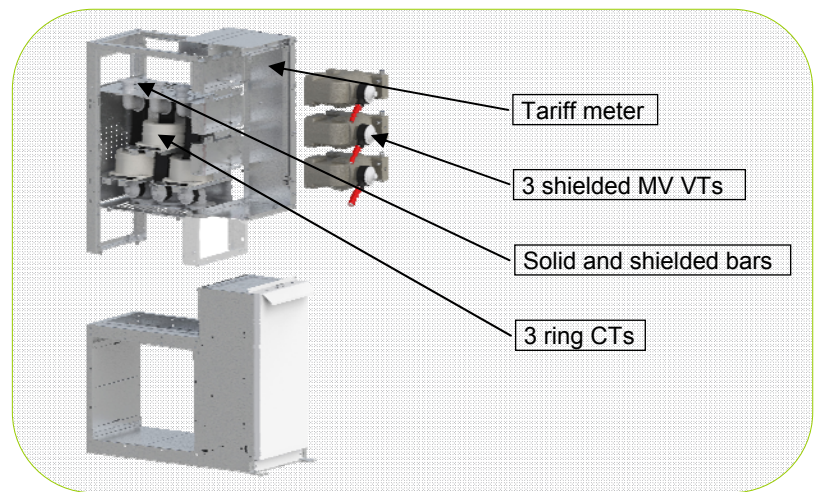 Tariff meter
3 shielded MV VTs
Solid and shielded bars
3 ring CTs